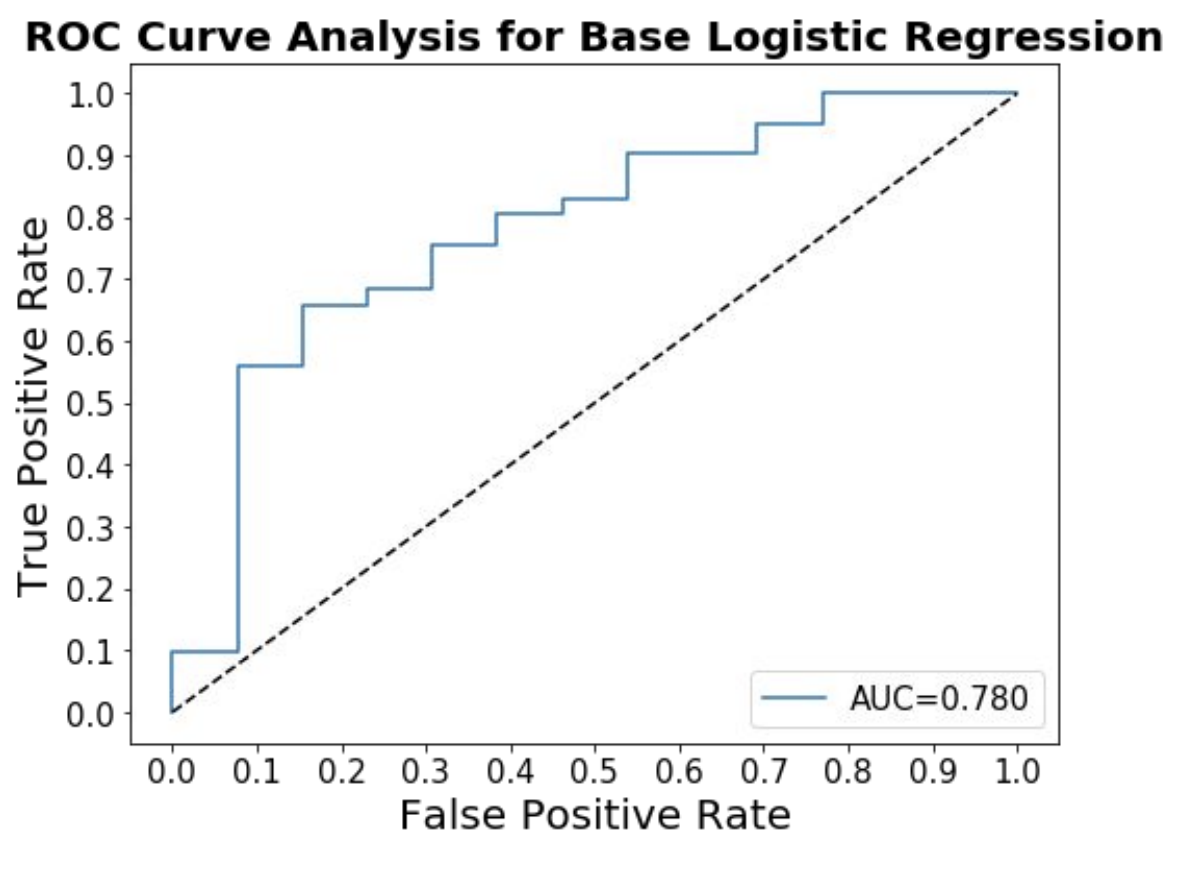 ROC Curve Analysis for Base Logistic Regression
1.0
0.9
0.8
0.7
0.6
0.5
0.4
0.3
0.2
0.1
0.0
True Positive Rate
AUC=0.780
0.0 0.1 0.2 0.3 0.4 0.5 0.6 0.7 0.8 0.9 1.0
False Positive Rate